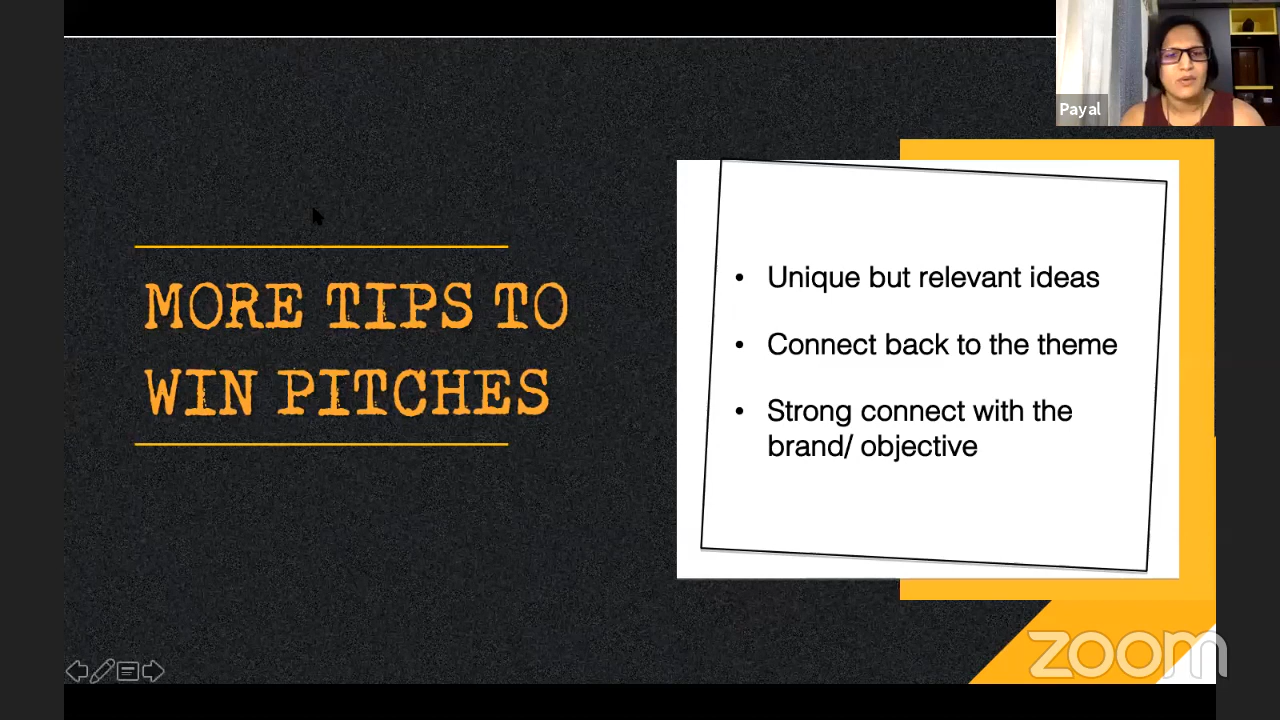 Payal
MORE TIPS TO
WIN PITCHES
• Unique but relevant ideas
• Connect back to the theme
• Strong connect with the
brand/ objective
zoom